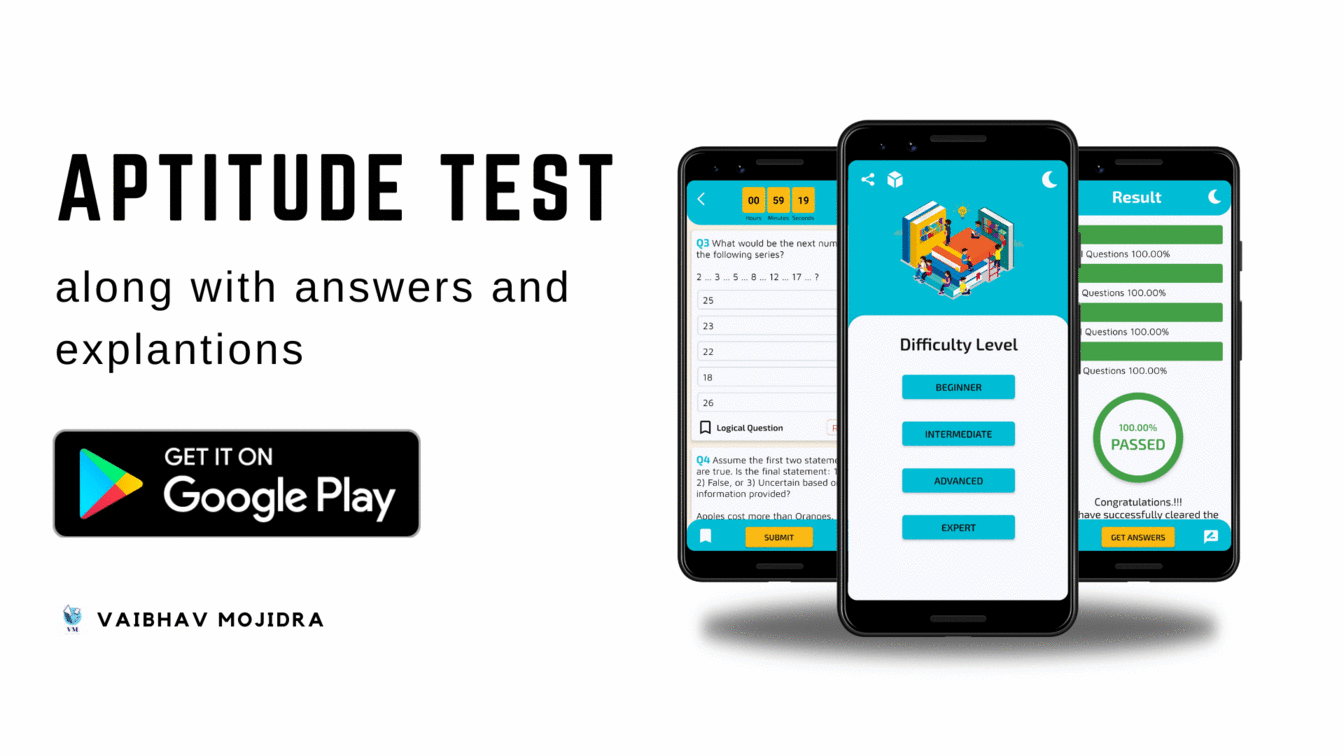 APTITUDE TEST
along with answers and
explantions
GET IT ON
Google Play
VM
VAIBHAV MOJIDRA
00 59 19
Hours Minutes Seconds
Q3 What would be the next num
the following series?
2 ... 3 ... 5 ... 8 ... 12 ... 17 ... ?
25
23
22
18
26
Logical Question
R
Q4 Assume the first two stateme
are true. Is the final statement: 1
2) False, or 3) Uncertain based o
information provided?
Apples cost more than Oranges,
SUBMIT
Difficulty Level
BEGINNER
INTERMEDIATE
ADVANCED
EXPERT
Result
l Questions 100.00%
Questions 100.00%
l Questions 100.00%
Questions 100.00%
100.00%
PASSED
Congratulations.!!!
have successfully cleared the
GET ANSWERS